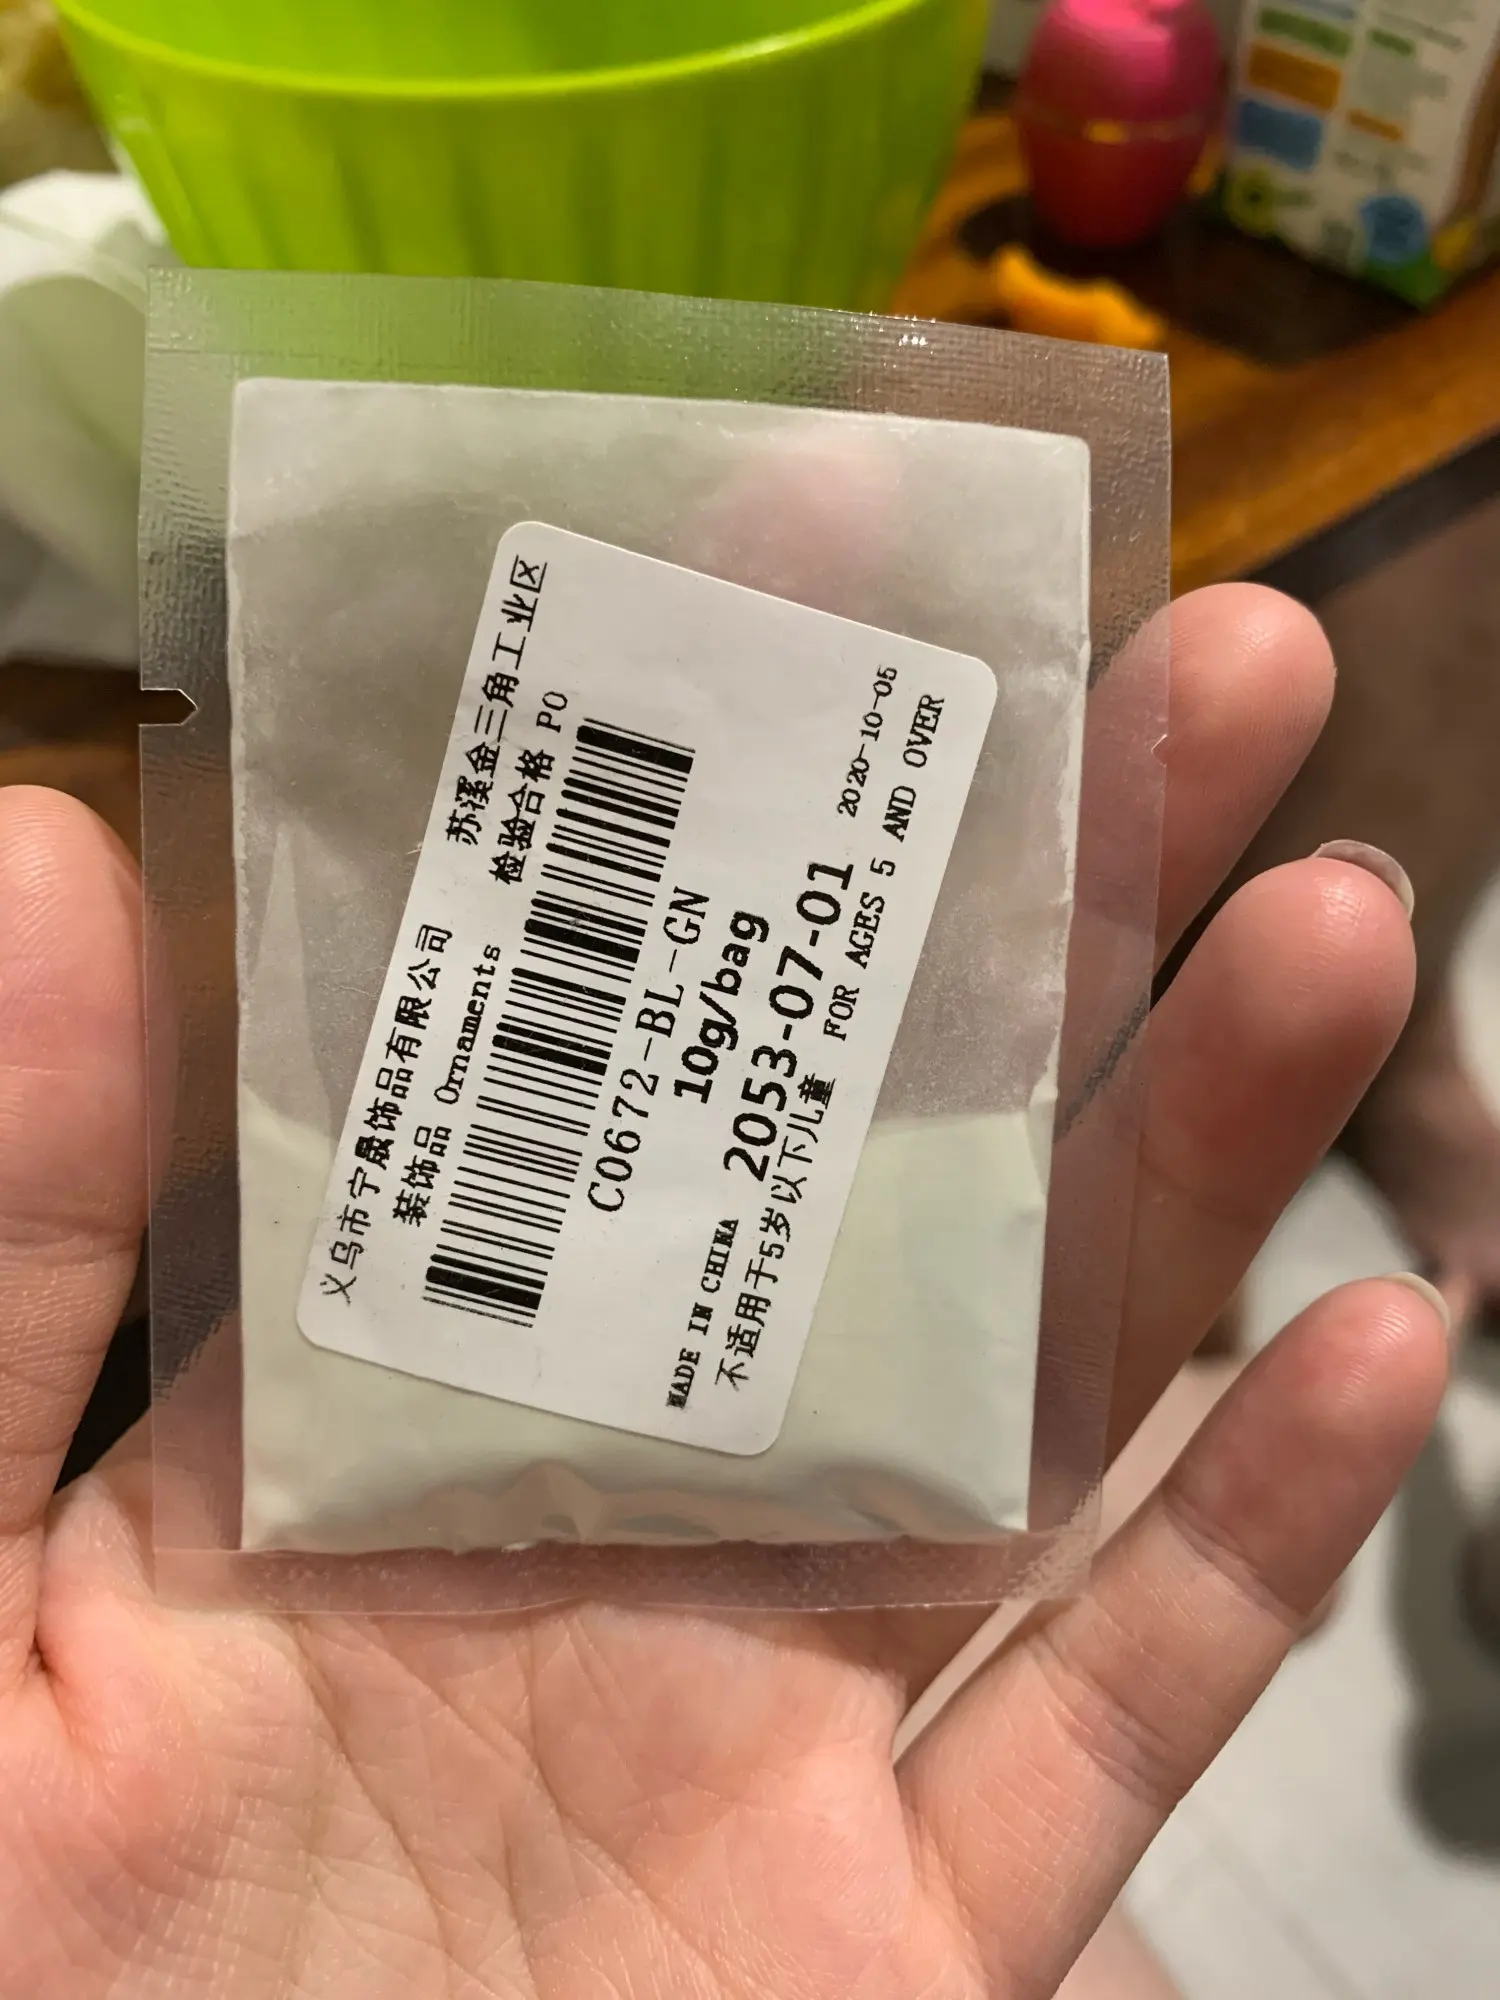 义乌市宁晟饰品有限公司 苏溪金三角工业区
装饰品 Ornaments 检验合格 PO
C0672-BL-GN
10g/bag
2053-07-01
2020-10-05
MADE IN CHINA
不适用于5岁以下儿童 FOR AGES 5 AND OVER